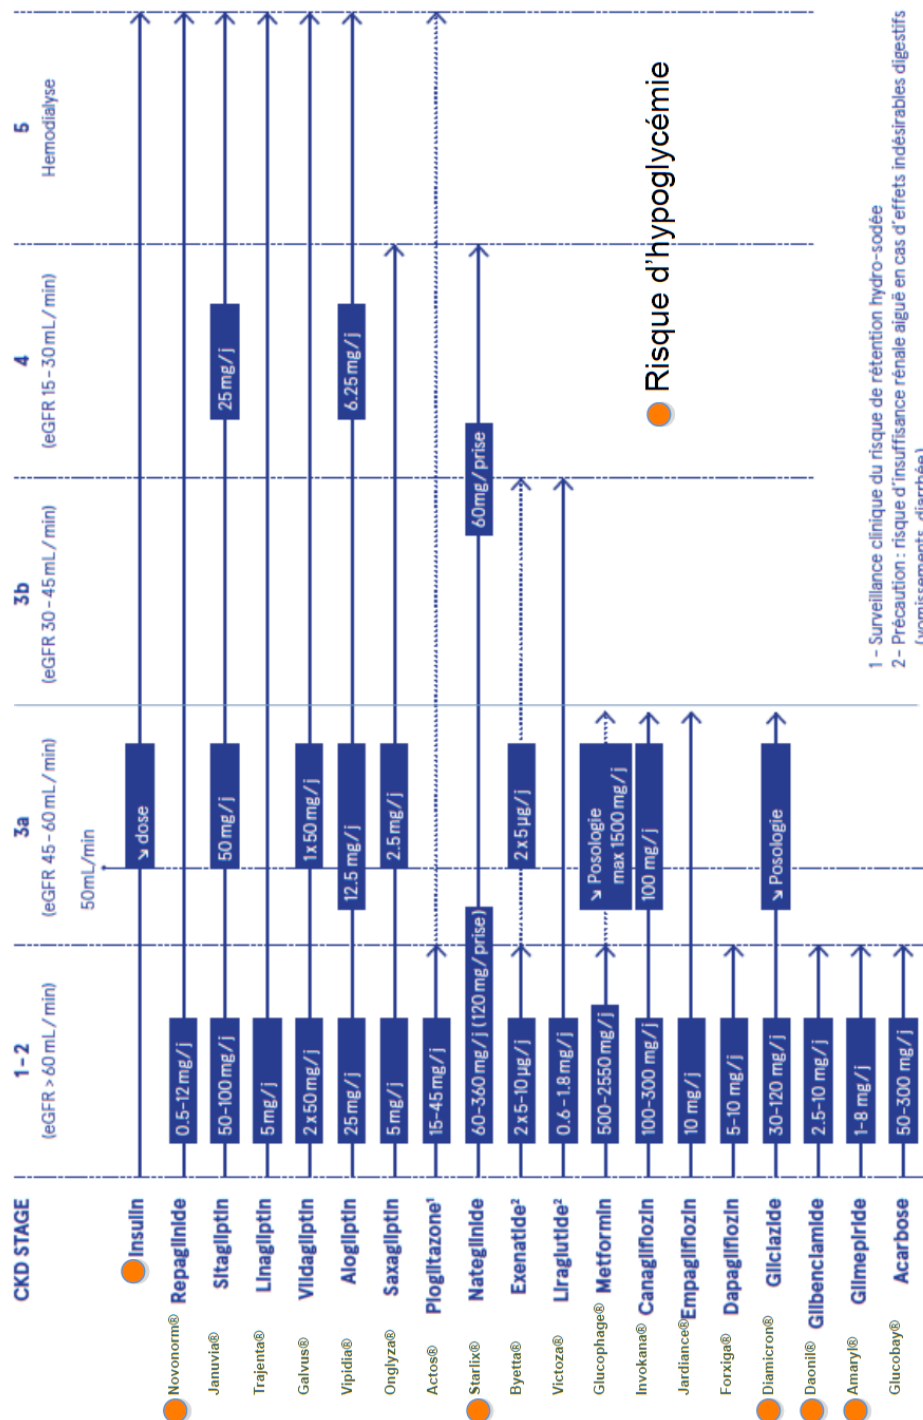 CKD STAGE
1 - 2
(eGFR > 60 mL / min)
3a
(eGFR 45 - 60 mL / min)
50mL/min
3b
(eGFR 30 - 45 mL / min)
4
(eGFR 15 - 30 mL / min)
5
Hemodialyse
Insulin
↘ dose
Novonorm®
Repaglinide
0.5-12 mg/j
Januvia®
Sitagliptin
50-100 mg/j
50 mg/j
25 mg/j
Trajenta®
Linagliptin
5 mg/j
Galvus®
Vildagliptin
2 x 50 mg/j
1 x 50 mg/j
Vipidia®
Alogliptin
25 mg/j
12.5 mg/j
6.25 mg/j
Onglyza®
Saxagliptin
5 mg/j
2.5 mg/j
Actos®
Pioglitazone¹
15-45 mg/j
Starlix®
Nateglinide
60-360 mg/j (120 mg/prise)
60mg/prise
Byetta®
Exenatide²
2 x 5-10 µg/j
2 x 5 µg/j
Victoza®
Liraglutide²
0.6 - 1.8 mg/j
Glucophage®
Metformin
500-2550 mg/j
↘ Posologie
max 1500 mg/j
Invokana®
Canagliflozin
100-300 mg/j
100 mg/j
Jardiance®
Empagliflozin
10 mg/j
Forxiga®
Dapagliflozin
5-10 mg/j
Diamicron®
Gliclazide
30-120 mg/j
↘ Posologie
Daonil®
Glibenclamide
2.5-10 mg/j
Amaryl®
Glimepiride
1-8 mg/j
Glucobay®
Acarbose
50-300 mg/j
Risque d'hypoglycémie
1 - Surveillance clinique du risque de rétention hydro-sodée
2- Précaution : risque d'insuffisance rénale aiguë en cas d'effets indésirables digestifs
(vomissements, diarrhée)